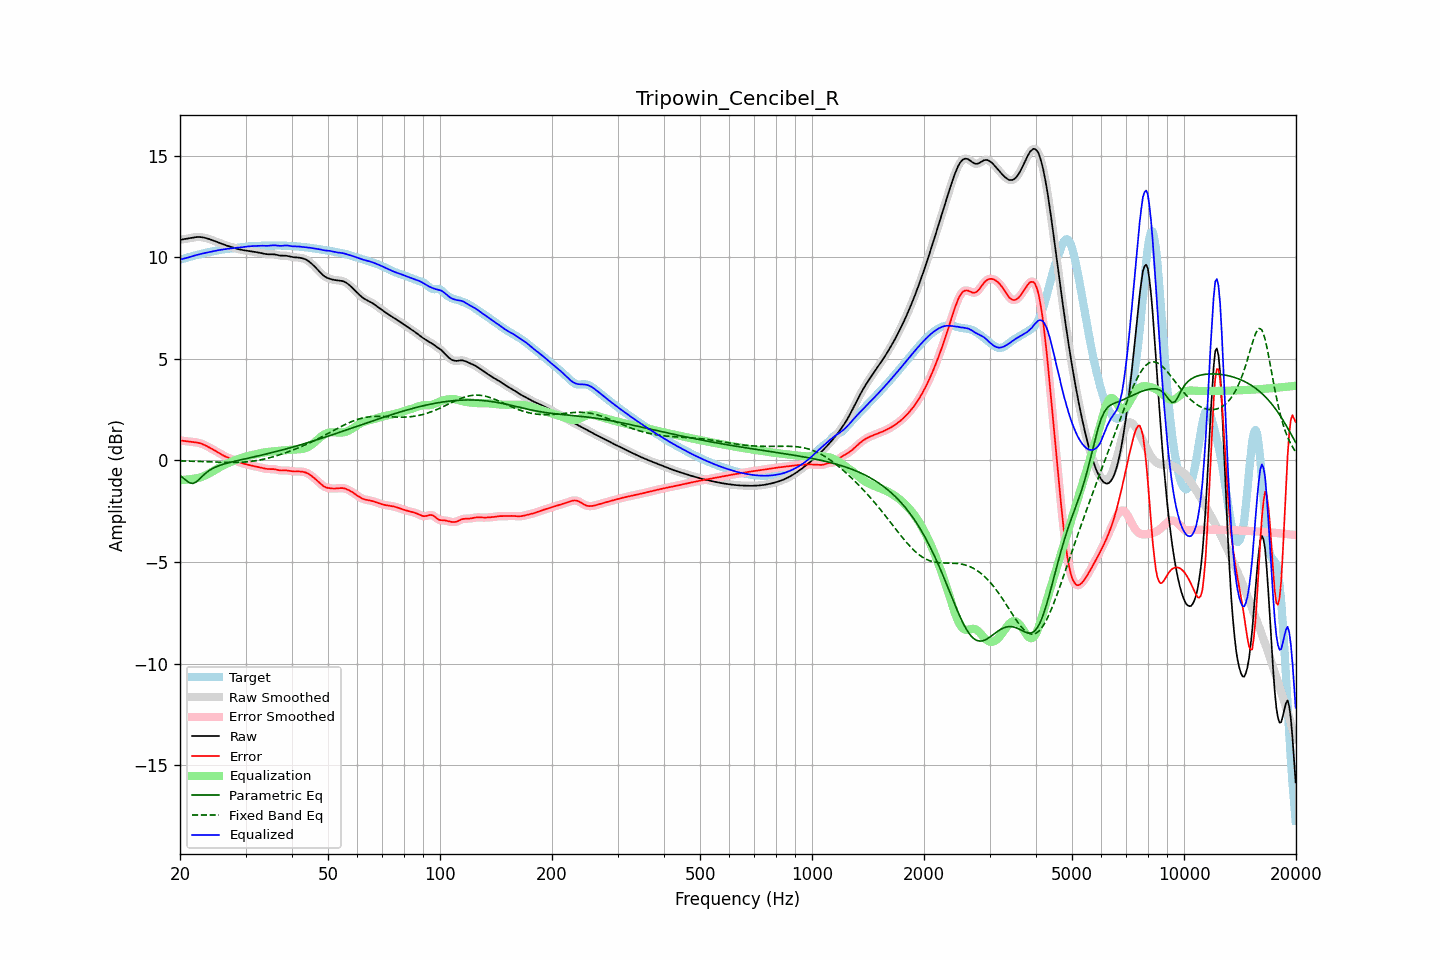 Tripowin_Cencibel_R
Amplitude (dBr)
15
10
5
0
−5
−10
−15
Target
Raw Smoothed
Error Smoothed
Raw
Error
Equalization
Parametric Eq
Fixed Band Eq
Equalized
20 50 100 200 500 1000 2000 5000 10000 20000
Frequency (Hz)